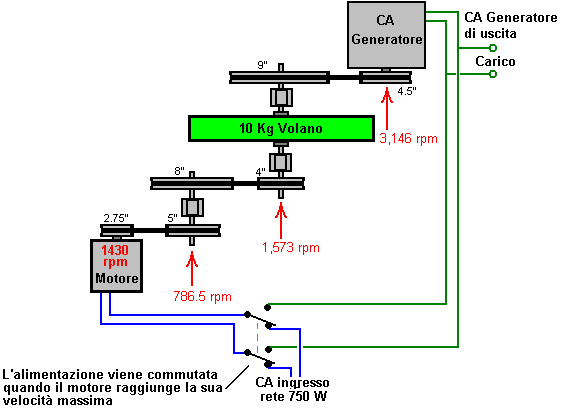 CA
Generatore
CA Generatore
di uscita
Carico
9"
4.5"
10 Kg Volano
3,146 rpm
8"
4"
2.75"
5"
1430
rpm
Motore
1,573 rpm
786.5 rpm
L'alimentazione viene commutata
quando il motore raggiunge la sua
velocità massima
CA ingresso
rete 750 W